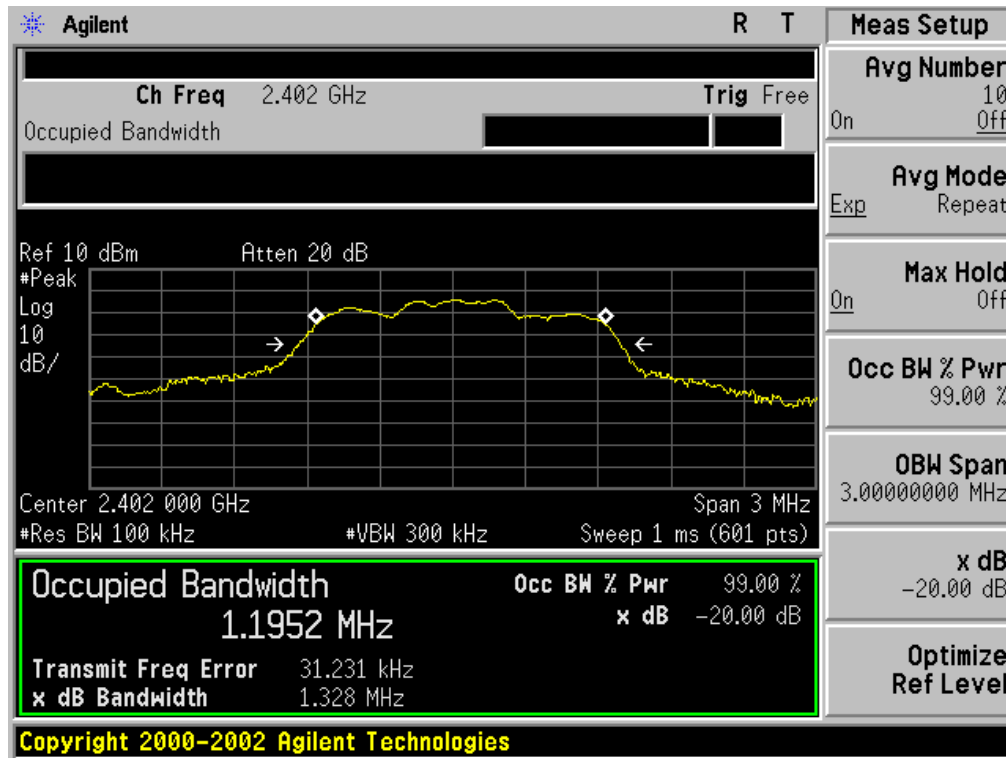 Agilent R T
Ch Freq 2.402 GHz Trig Free
Occupied Bandwidth
Ref 10 dBm Atten 20 dB
#Peak
Log
10
dB/
Center 2.402 000 GHz Span 3 MHz
#Res BW 100 kHz #VBW 300 kHz Sweep 1 ms (601 pts)
Occupied Bandwidth Occ BW % Pwr 99.00 %
1.1952 MHz x dB -20.00 dB
Transmit Freq Error 31.231 kHz
x dB Bandwidth 1.328 MHz
Copyright 2000-2002 Agilent Technologies
Meas Setup
Avg Number
10
On Off
Avg Mode
Exp Repeat
Max Hold
On Off
Occ BW % Pwr
99.00 %
OBW Span
3.00000000 MHz
x dB
-20.00 dB
Optimize
Ref Level